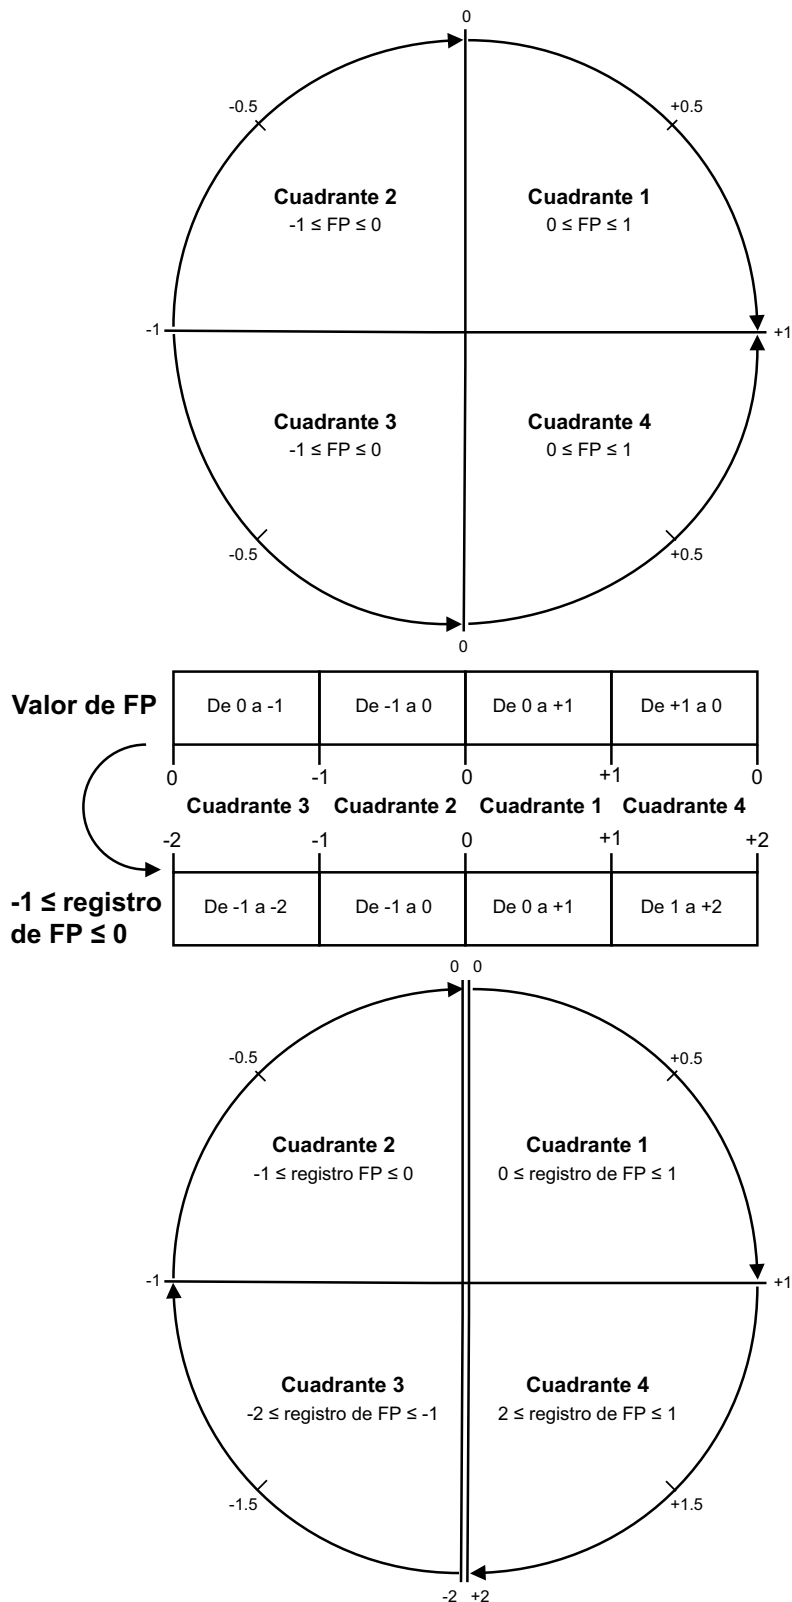 0
-0.5
+0.5
Cuadrante 2
-1 ≤ FP ≤ 0
Cuadrante 1
0 ≤ FP ≤ 1
-1
+1
Cuadrante 3
-1 ≤ FP ≤ 0
Cuadrante 4
0 ≤ FP ≤ 1
-0.5
+0.5
0
Valor de FP
De 0 a -1
De -1 a 0
De 0 a +1
De +1 a 0
0
-1
0
+1
0
Cuadrante 3
Cuadrante 2
Cuadrante 1
Cuadrante 4
-2
-1
0
+1
+2
-1 ≤ registro
de FP ≤ 0
De -1 a -2
De -1 a 0
De 0 a +1
De 1 a +2
0
0
-0.5
+0.5
Cuadrante 2
-1 ≤ registro FP ≤ 0
Cuadrante 1
0 ≤ registro de FP ≤ 1
-1
+1
Cuadrante 3
-2 ≤ registro de FP ≤ -1
Cuadrante 4
2 ≤ registro de FP ≤ 1
-1.5
+1.5
-2
+2